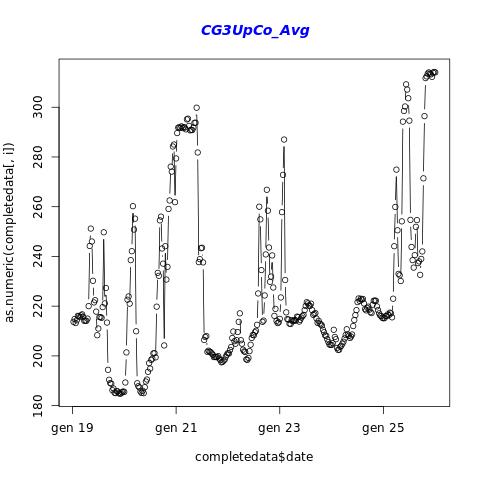 CG3UpCo_Avg
as.numeric(completedata[, i])
300
280
260
240
220
200
180
gen 19
gen 21
gen 23
gen 25
completedata$date